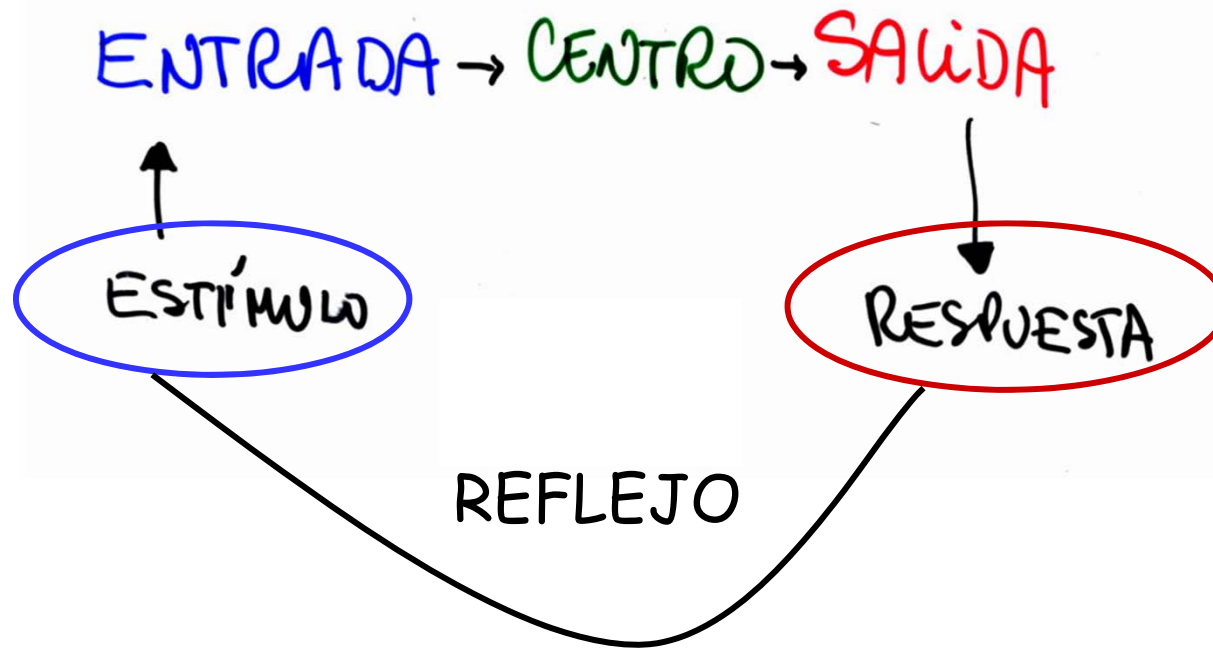 ENTRADA → CENTRO → SALiDA
ESTÍMULO RESPUESTA
REFLEJO